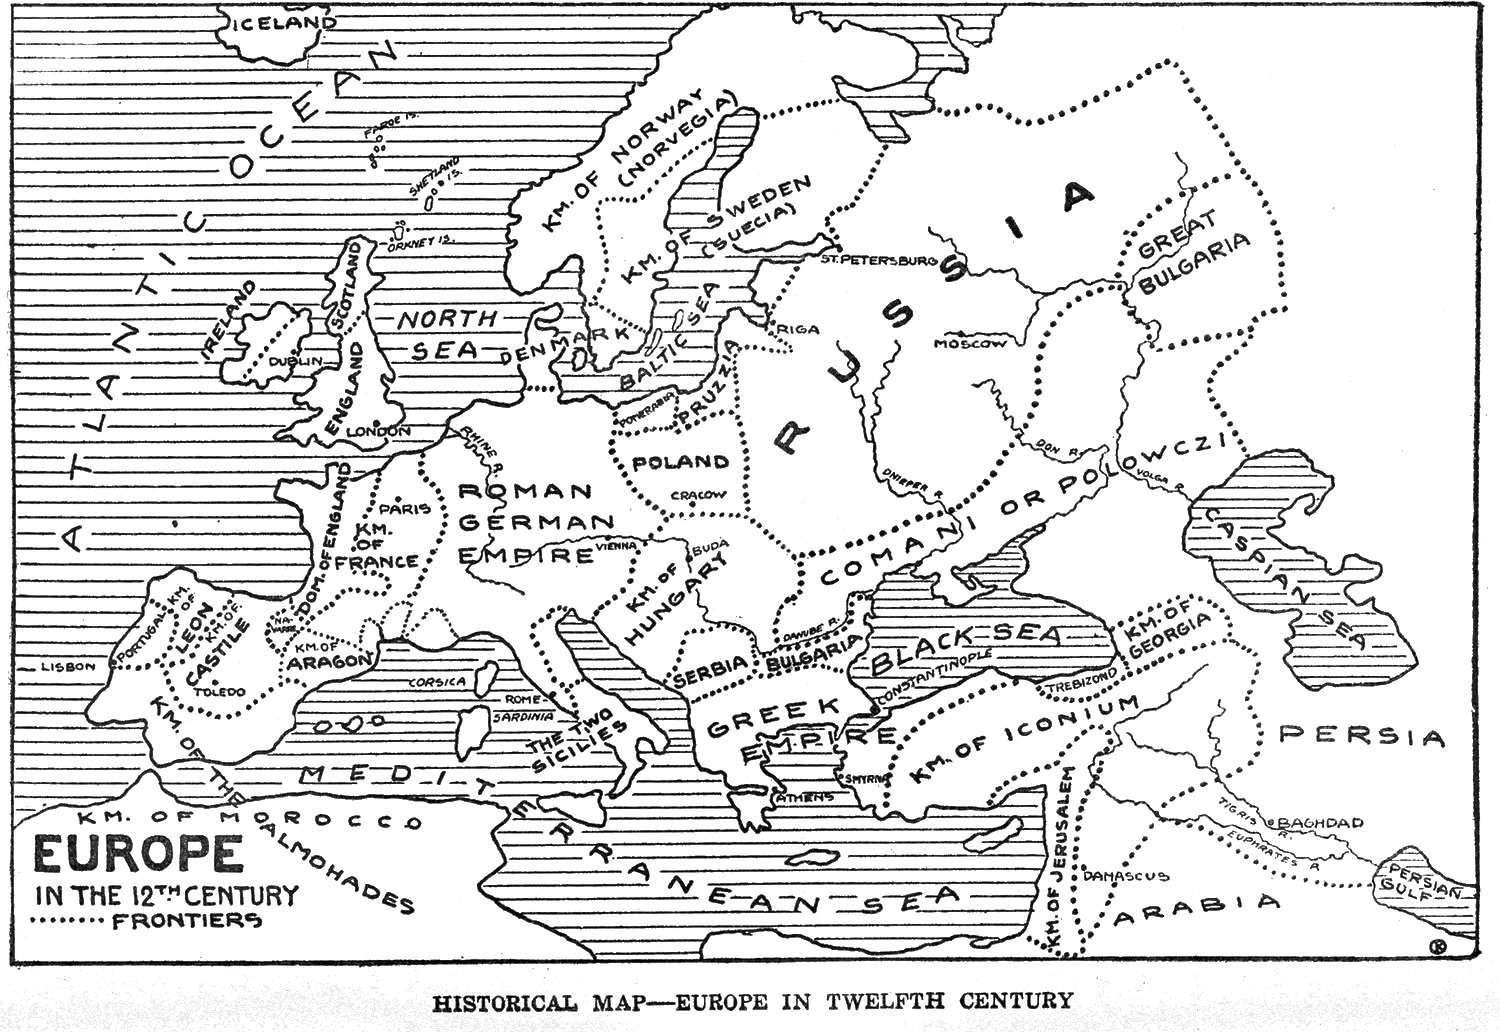 ICELAND
ATLANTIC OCEAN
FAROE IS.
SHETLAND IS.
ORKNEY IS.
KM. OF NORWAY
(NORVEGIA)
KM. OF SWEDEN
(SUECIA)
RUSSIA
GREAT
BULGARIA
ST. PETERSBURG
SCOTLAND
IRELAND
DUBLIN
ENGLAND
LONDON
NORTH
SEA
DENMARK
BALTIC SEA
RIGA
MOSCOW
POMERABIA
PRUZZIA
POLAND
CRACOW
RHINE R.
ROMAN
GERMAN
EMPIRE
VIENNA
DNIEPER R.
DON R.
VOLGA R.
COMANI OR POLOWCZI
CASPIAN SEA
PARIS
KM.
OF
FRANCE
DOM. OF ENGLAND
BUDA
KM. OF
HUNGARY
PORTUGAL
KM. OF
LEON
KM. OF
CASTILE
NA-
VARRE
KM. OF
ARAGON
LISBON
TOLEDO
CORSICA
ROME
SARDINIA
THE TWO
SICILIES
SERBIA
DANUBE R.
BULGARIA
BLACK SEA
CONSTANTINOPLE
GREEK
EMPIRE
TREBIZOND
KM. OF
GEORGIA
KM. OF ICONIUM
SMYRNA
ATHENS
PERSIA
KM. OF THE ALMOHADES
MEDITERRANEAN SEA
KM. OF MOROCCO
KM. OF JERUSALEM
DAMASCUS
TIGRIS R.
BAGHDAD
EUPHRATES R.
PERSIAN
GULF
ARABIA
EUROPE
IN THE 12TH CENTURY
FRONTIERS
®
HISTORICAL MAP—EUROPE IN TWELFTH CENTURY